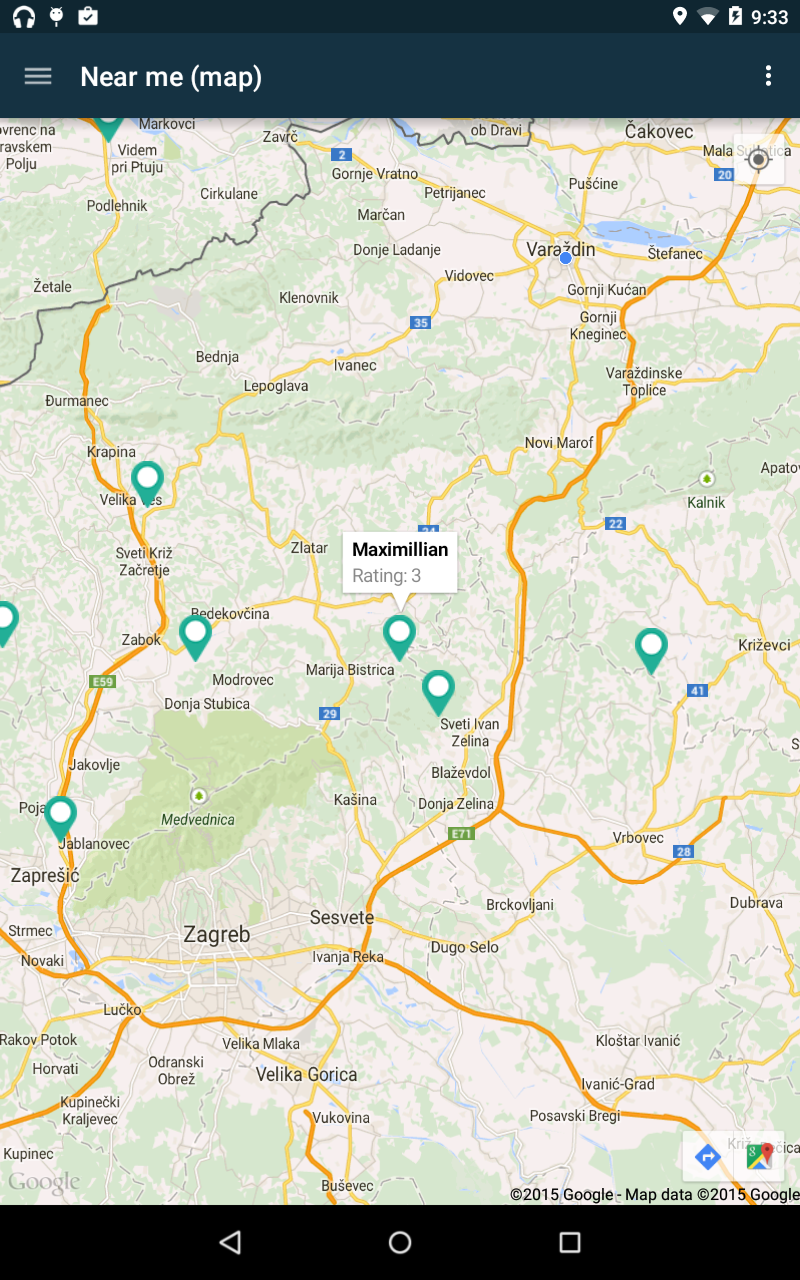 9:33
Near me (map)
Markovci
ob Dravi
Čakovec
ovrenc na
ravskem
Polju
Zavrč
2
Videm
pri Ptuju
Mala
Gornje Vratno
20
Cirkulane
Petrijanec
Pušćine
Podlehnik
Marčan
Donje Ladanje
Varaždin
Štefanec
Vidovec
Žetale
Gornji Kućan
Klenovnik
Gornji
Kneginec
35
Bednja
Ivanec
Varaždinske
Toplice
Lepoglava
Đurmanec
Novi Marof
Krapina
Apatov
Velika
Kalnik
22
Zlatar
Maximillian
Rating: 3
Sveti Križ
Začretje
Bedekovčina
Zabok
Križevci
Marija Bistrica
E59
Modrovec
41
Donja Stubica
29
Sveti Ivan
Zelina
Jakovlje
Blaževdol
Kašina
Donja Zelina
Poja
Medvednica
E71
Vrbovec
Jablanovec
28
Zaprešić
Brckovljani
Dubrava
Sesvete
Strmec
Zagreb
Dugo Selo
Ivanja Reka
Novaki
Lučko
Rakov Potok
Velika Mlaka
Kloštar Ivanić
Horvati
Odranski
Obrež
Velika Gorica
Ivanić-Grad
Kupinečki
Kraljevec
Vukovina
Posavski Bregi
Kupinec
Google
Buševec
©2015 Google - Map data ©2015 Google